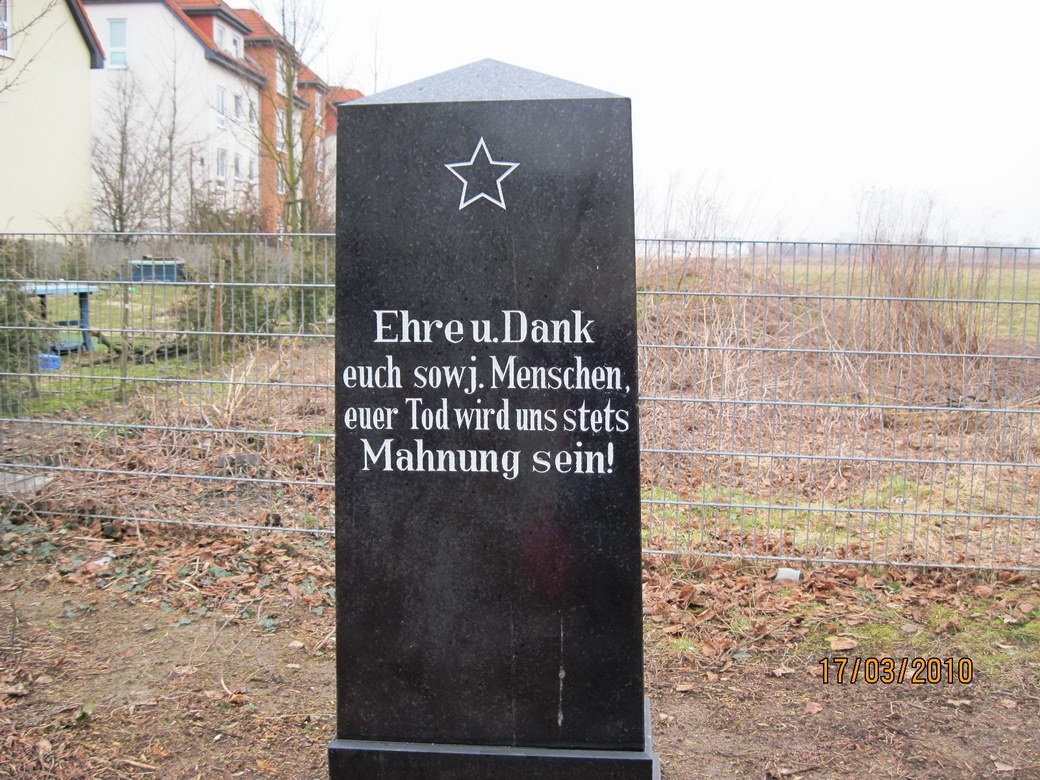 Ehre u. Dank
euch sowj. Menschen,
euer Tod wird uns stets
Mahnung sein!
17/03/2010